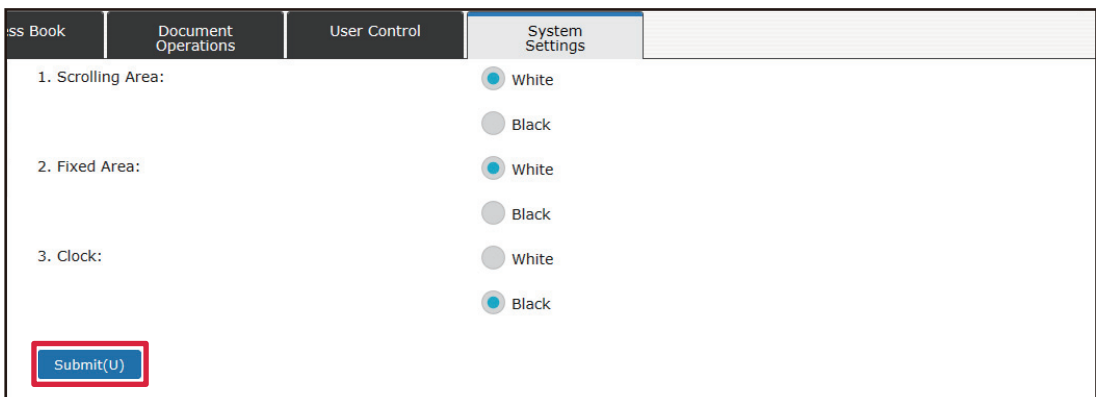 ss Book
Document
Operations
User Control
System
Settings
1. Scrolling Area:
White
Black
2. Fixed Area:
White
Black
3. Clock:
White
Black
Submit(U)